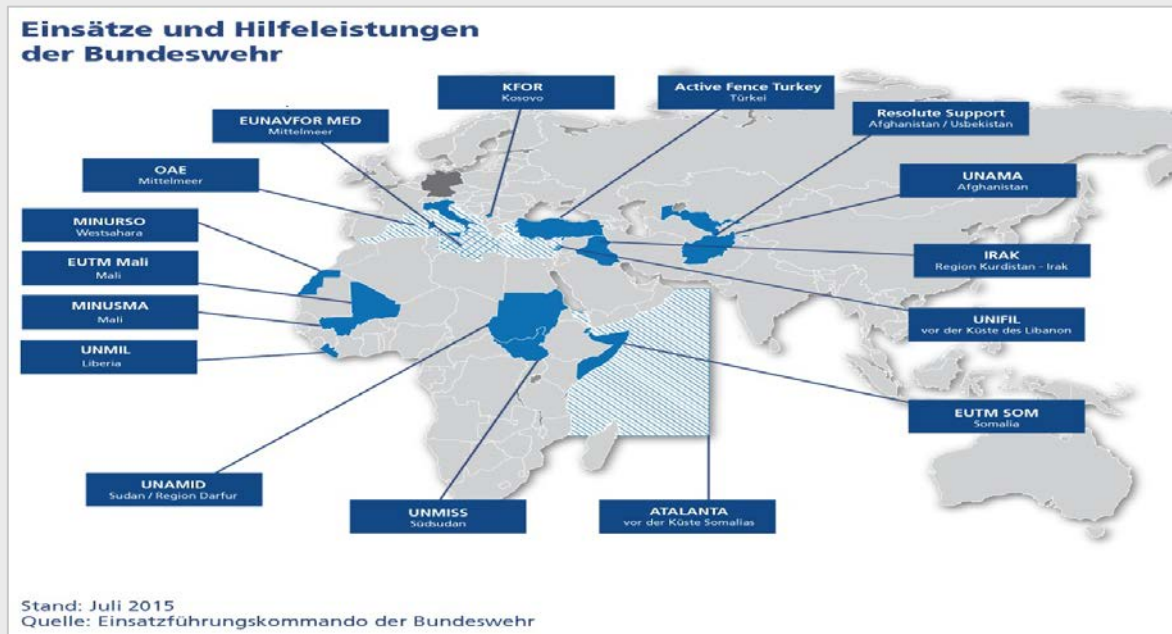 Einsätze und Hilfeleistungen
der Bundeswehr
KFOR
Kosovo
Active Fence Turkey
Türkei
EUNAVFOR MED
Mittelmeer
Resolute Support
Afghanistan / Usbekistan
OAE
Mittelmeer
UNAMA
Afghanistan
MINURSO
Westsahara
IRAK
Region Kurdistan - Irak
EUTM Mali
Mali
MINUSMA
Mali
UNIFIL
vor der Küste des Libanon
UNMIL
Liberia
EUTM SOM
Somalia
UNAMID
Sudan / Region Darfur
UNMISS
Südsudan
ATALANTA
vor der Küste Somalias
Stand: Juli 2015
Quelle: Einsatzführungskommando der Bundeswehr